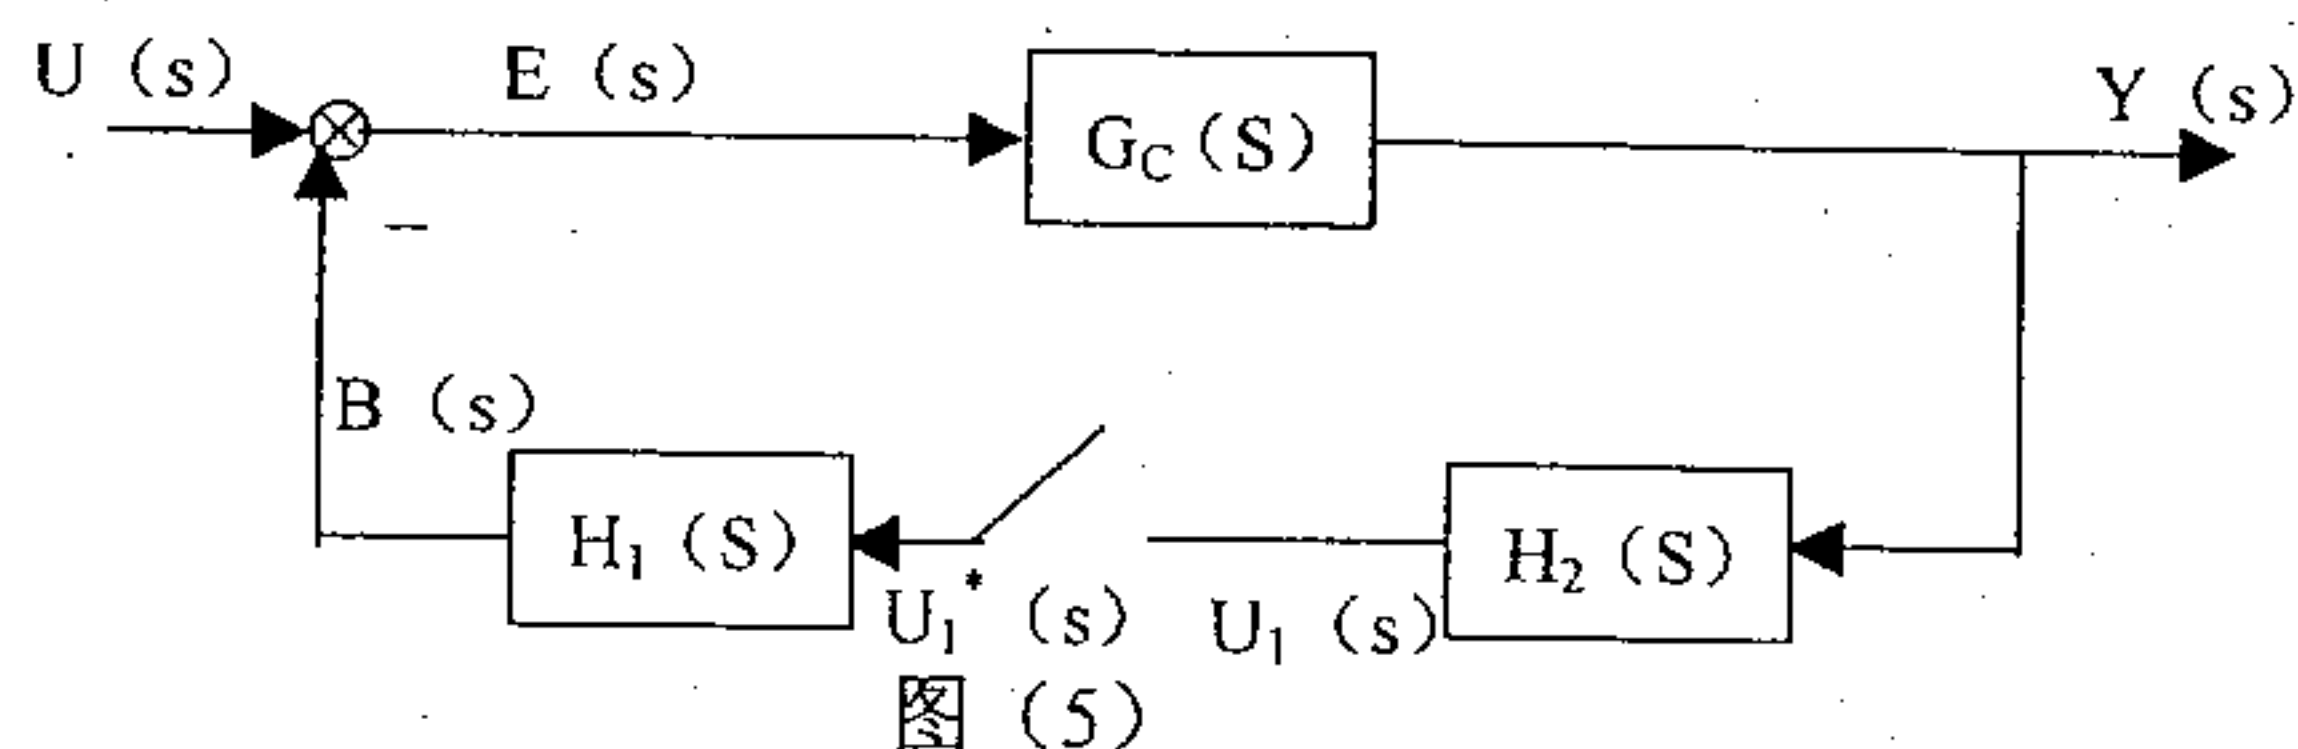 U (s)
E (s)
G_C (S)
Y (s)
−
B (s)
H_1 (S)
U_1^* (s)
U_1 (s)
H_2 (S)
图 (5)